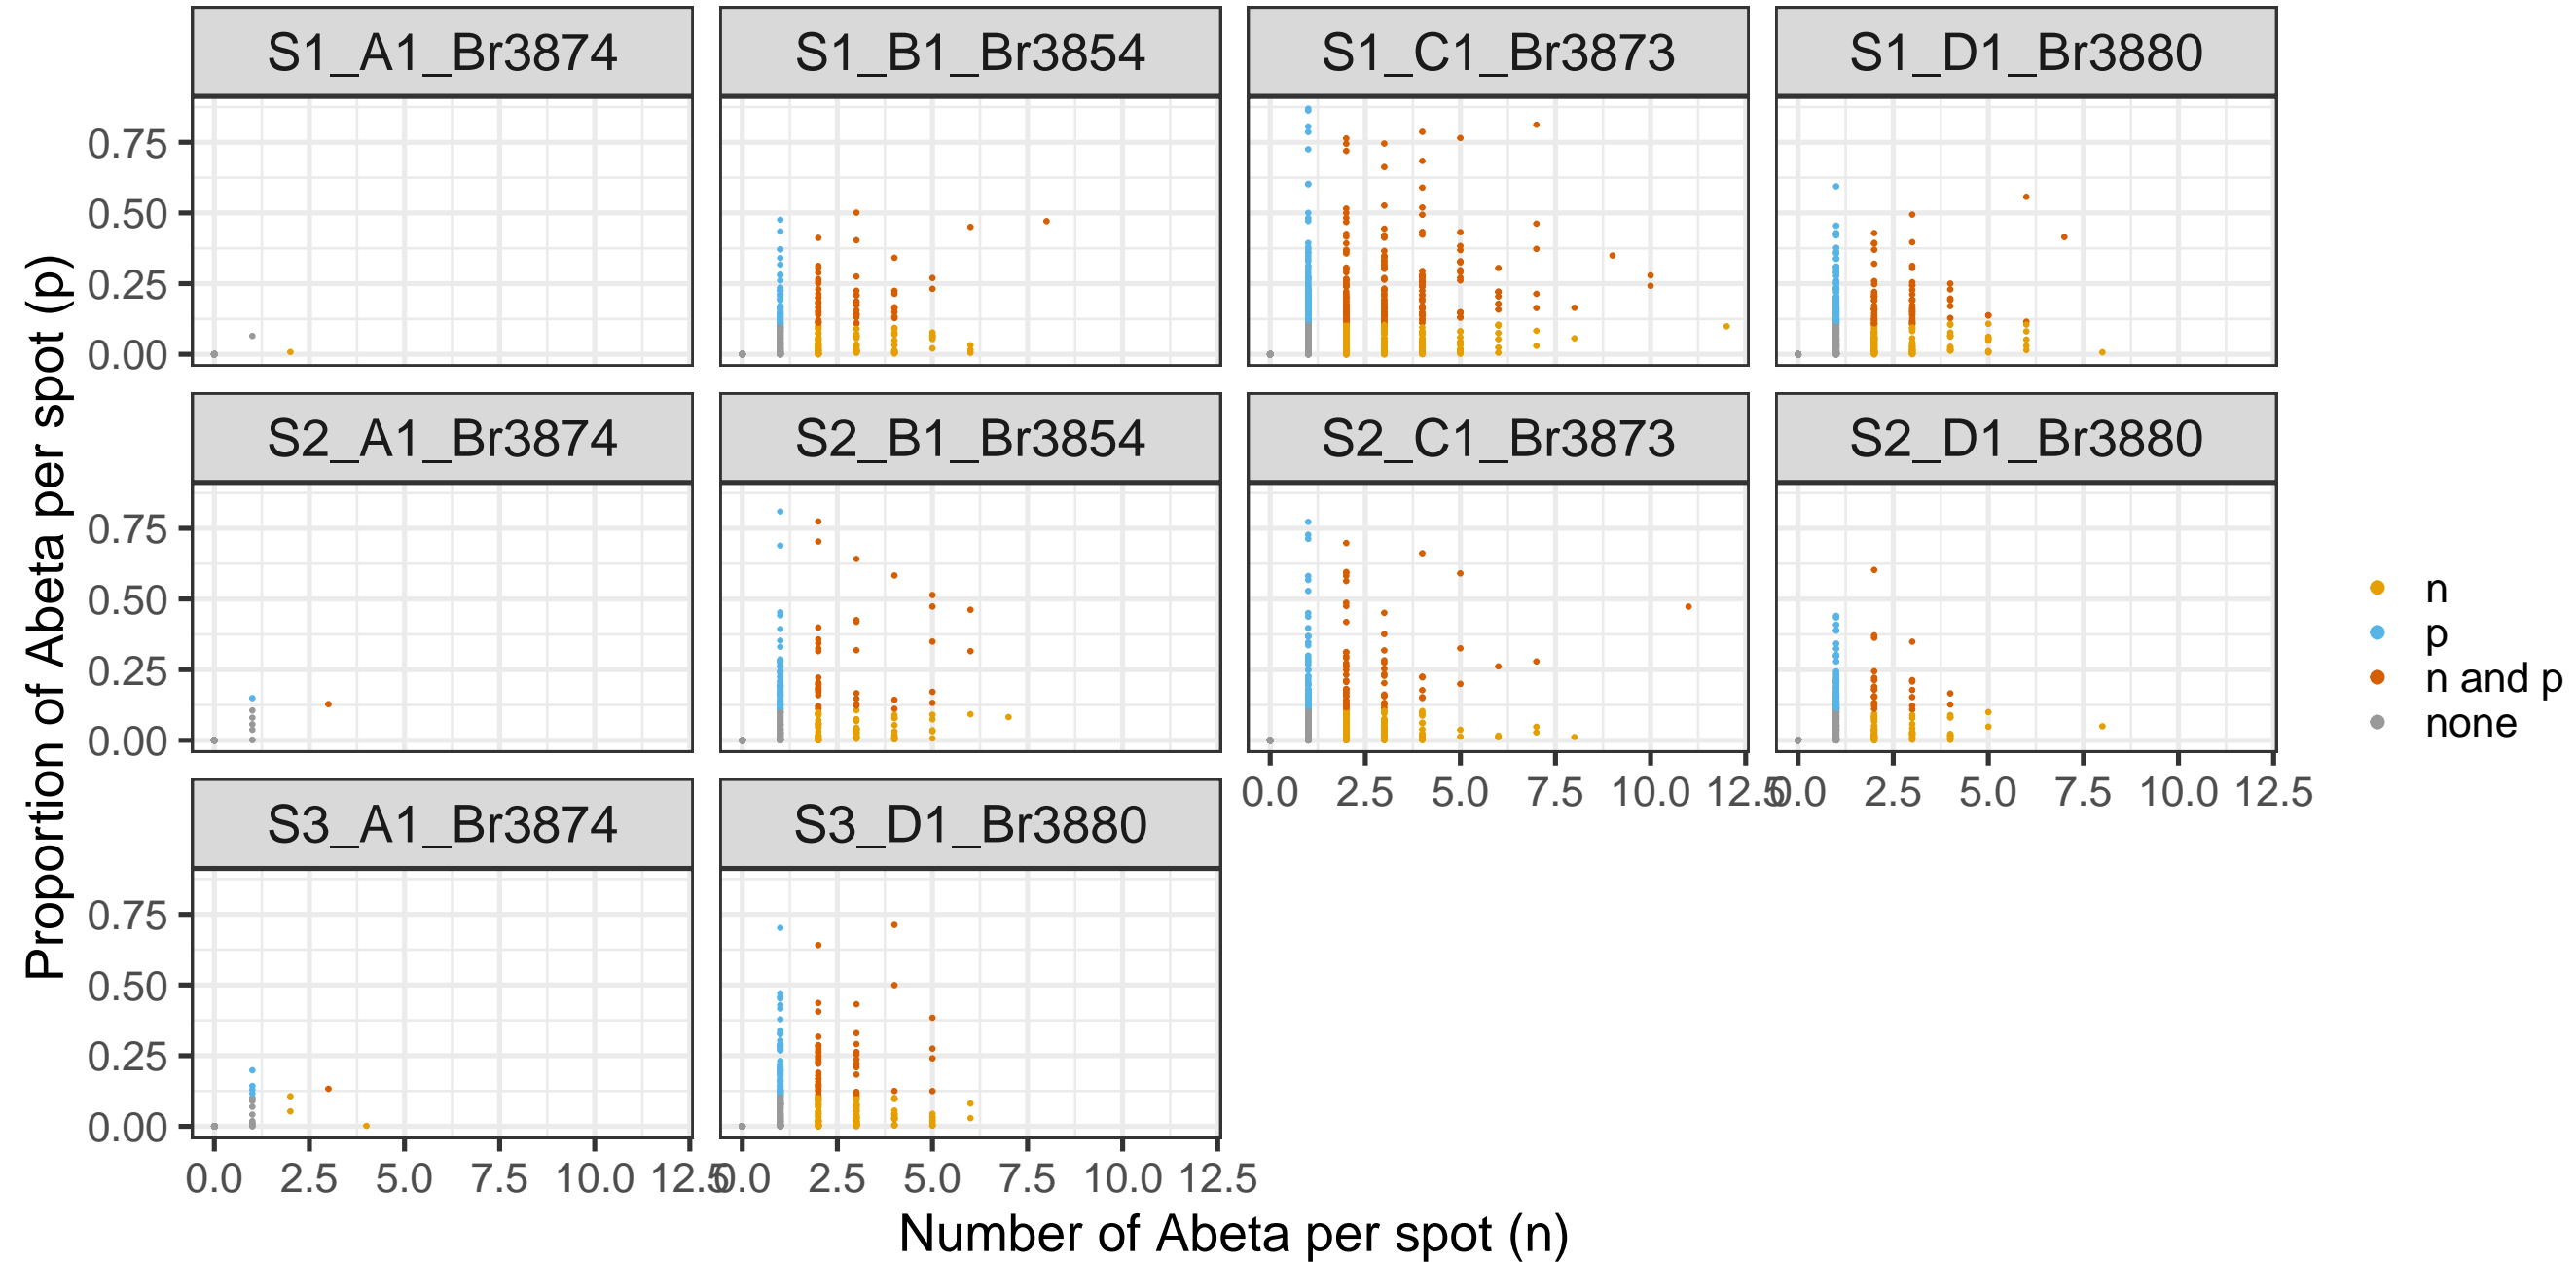 S1_A1_Br3874 S1_B1_Br3854 S1_C1_Br3873 S1_D1_Br3880
0.75
0.50
0.25
0.00
S2_A1_Br3874 S2_B1_Br3854 S2_C1_Br3873 S2_D1_Br3880
0.75
0.50
0.25
0.00
0.0 2.5 5.0 7.5 10.0 12.5 0.0 2.5 5.0 7.5 10.0 12.5
S3_A1_Br3874 S3_D1_Br3880
0.75
0.50
0.25
0.00
0.0 2.5 5.0 7.5 10.0 12.5 0.0 2.5 5.0 7.5 10.0 12.5
Number of Abeta per spot (n)
Proportion of Abeta per spot (p)
n
p
n and p
none